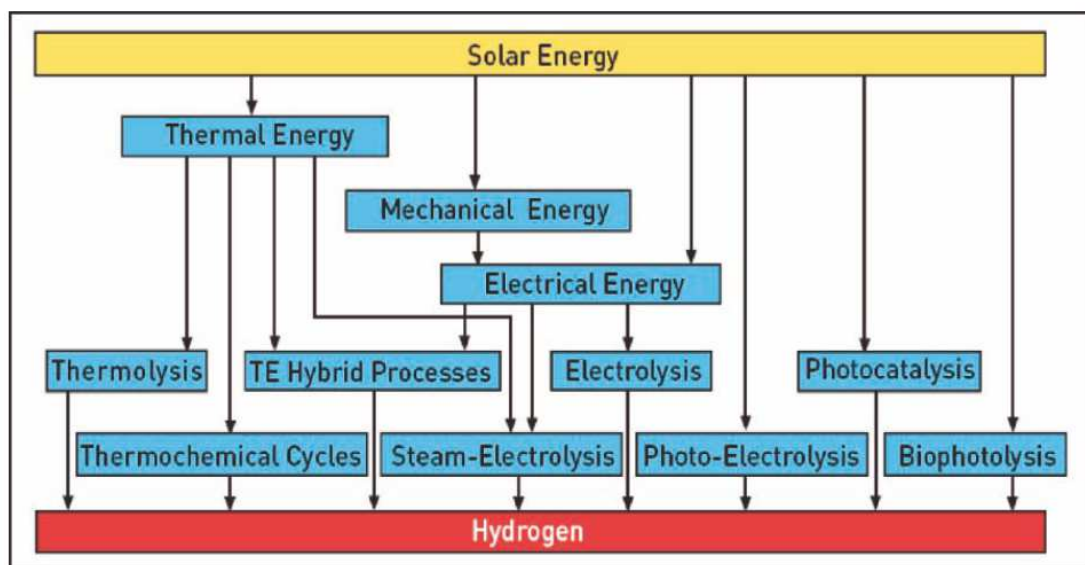 Solar Energy
Thermal Energy
Mechanical Energy
Electrical Energy
Thermolysis
TE Hybrid Processes
Electrolysis
Photocatalysis
Thermochemical Cycles
Steam-Electrolysis
Photo-Electrolysis
Biophotolysis
Hydrogen